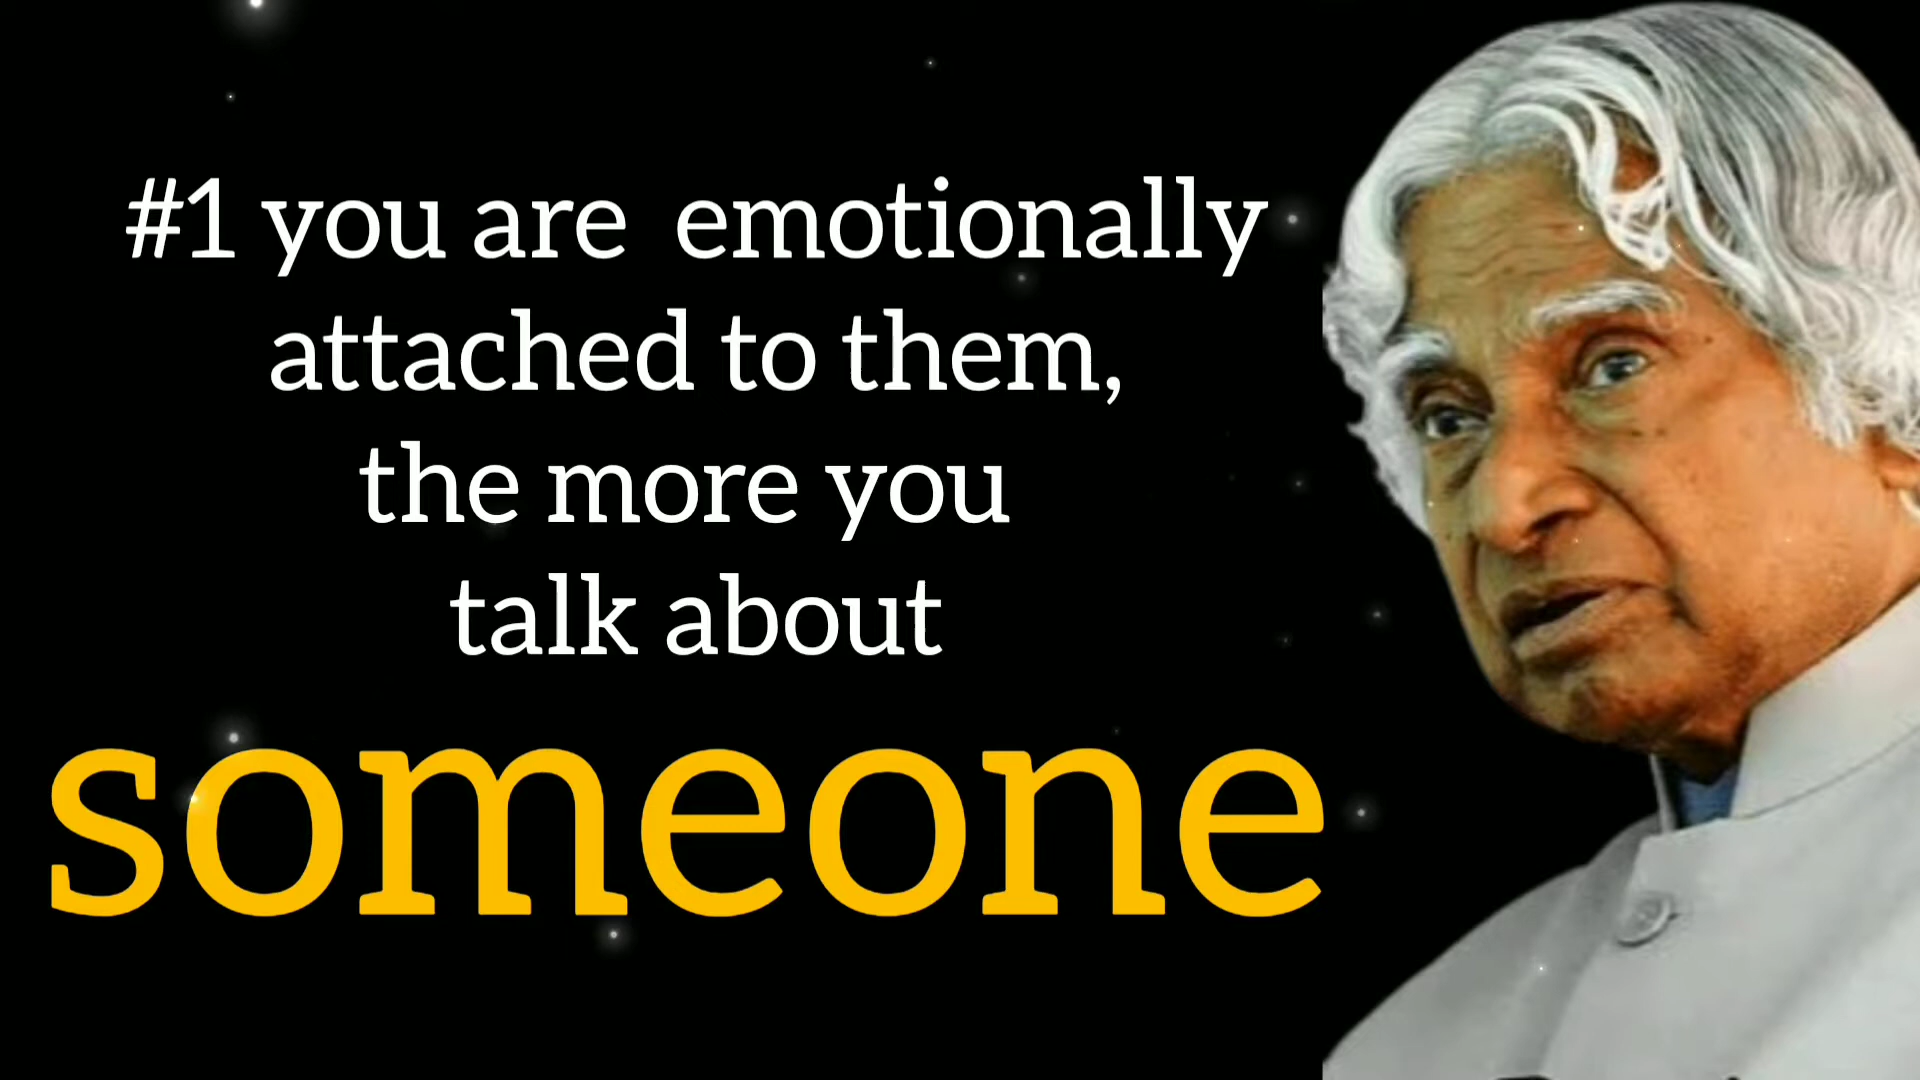 #1 you are emotionally
attached to them,
the more you
talk about
someone